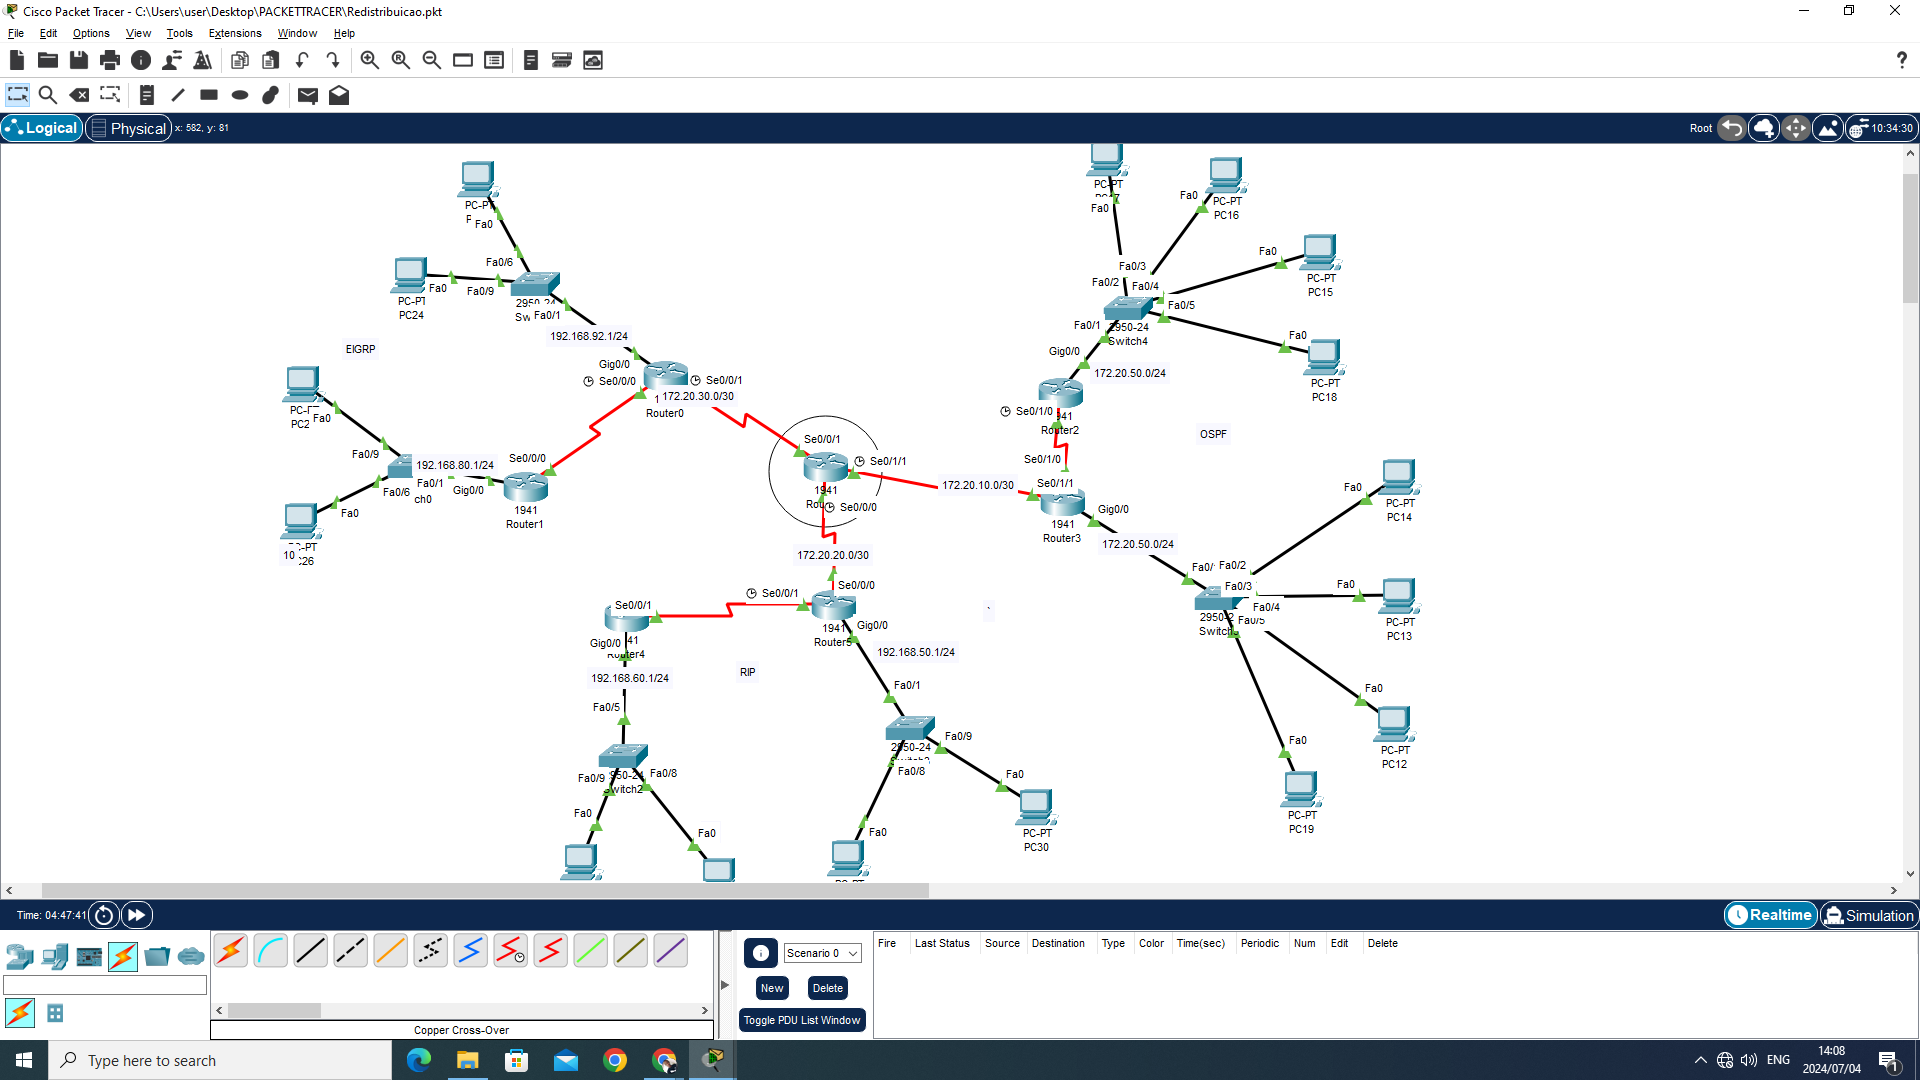 Cisco Packet Tracer - C:\Users\user\Desktop\PACKETTRACER\Redistribuicao.pkt
File Edit Options View Tools Extensions Window Help
Logical Physical x: 582, y: 81
Root 10:34:30
PC-PT
Fa0
Fa0/6
PC-PT
PC24
Fa0
Fa0/9
2950-24
Fa0/1
192.168.92.1/24
EIGRP
Gig0/0
Se0/0/0
Se0/0/1
172.20.30.0/30
Router0
Fa0
Fa0/9
192.168.80.1/24
Fa0/1
Fa0/6
Gig0/0
Se0/0/0
1941
Router1
Fa0
10
Se0/0/1
Se0/1/1
1941
Se0/0/0
172.20.10.0/30
172.20.20.0/30
PC-PT
Fa0
Fa0
PC-PT
PC16
Fa0
PC-PT
PC15
Fa0/3
Fa0/2
Fa0/4
Fa0/5
Fa0/1
2950-24
Switch4
Fa0
PC-PT
PC18
Gig0/0
172.20.50.0/24
Se0/1/0
Router2
OSPF
Se0/1/0
Se0/1/1
Gig0/0
1941
Router3
172.20.50.0/24
Fa0
PC-PT
PC14
Fa0/2
Fa0/3
Fa0/4
Fa0/5
Fa0
PC-PT
PC13
Fa0
PC-PT
PC12
Fa0
PC-PT
PC19
Se0/0/0
Se0/0/1
Se0/0/1
1941
Router5
Gig0/0
Gig0/0
Router4
192.168.50.1/24
192.168.60.1/24
RIP
Fa0/1
Fa0/5
Fa0/9
2950-24
Fa0/8
Fa0/9
Fa0/8
Switch2
Fa0
Fa0
Fa0
Fa0
PC-PT
PC30
Time: 04:47:41
Realtime Simulation
Scenario 0
New Delete
Toggle PDU List Window
Fire Last Status Source Destination Type Color Time(sec) Periodic Num Edit Delete
Copper Cross-Over
Type here to search
ENG
14:08
2024/07/04
1